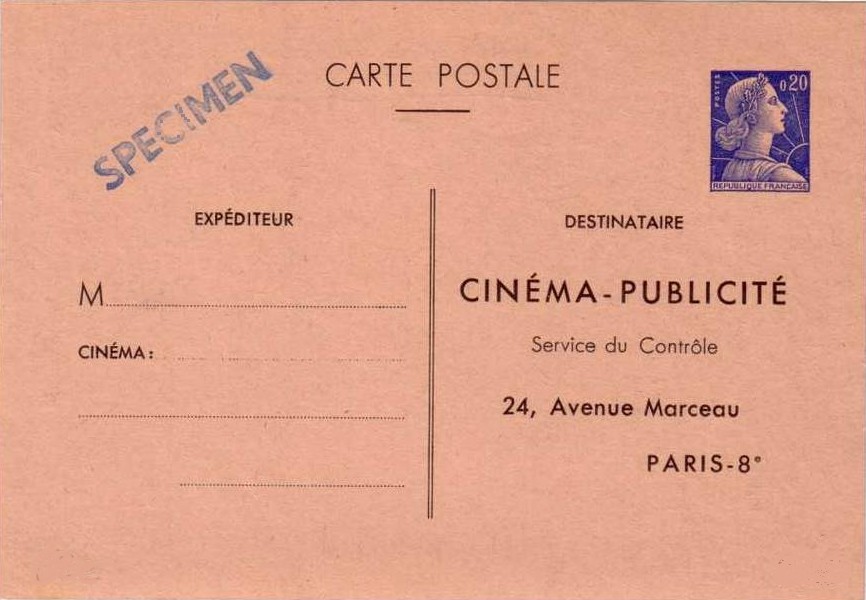 CARTE POSTALE
SPECIMEN
POSTES
0,20
REPUBLIQUE FRANÇAISE
EXPÉDITEUR
M
CINÉMA :
DESTINATAIRE
CINÉMA-PUBLICITÉ
Service du Contrôle
24, Avenue Marceau
PARIS-8e